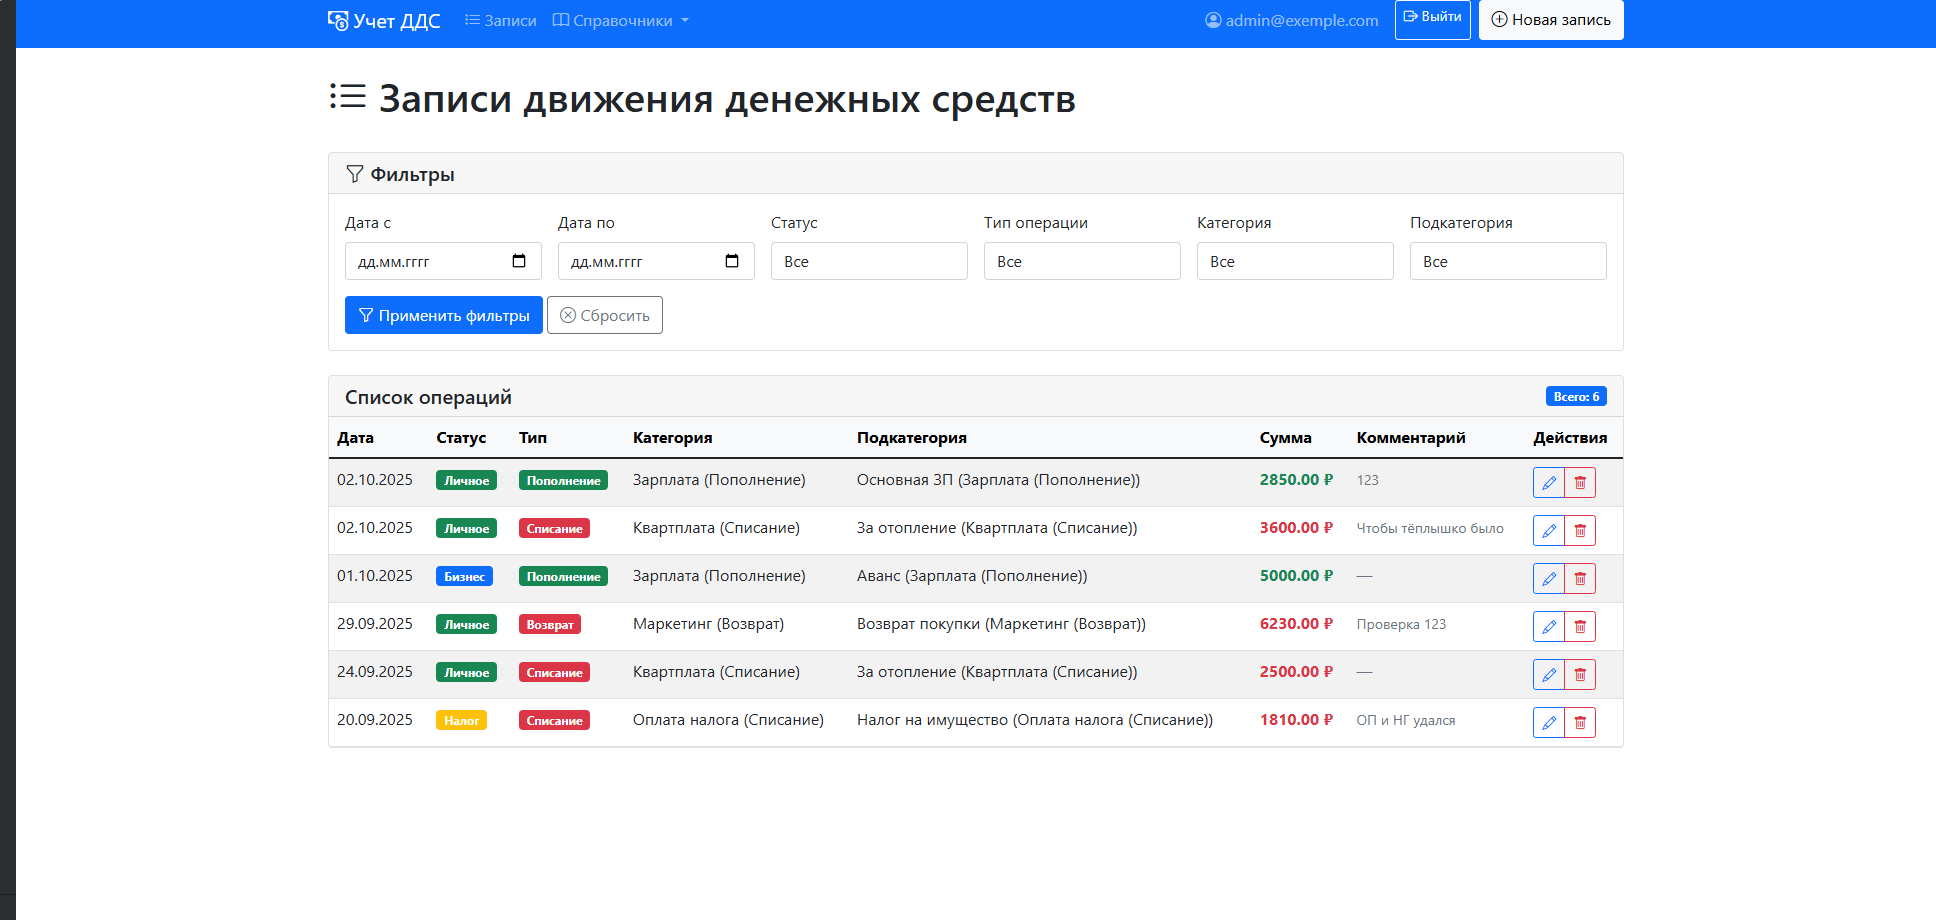 Учет ДДС Записи Справочники admin@exemple.com Выйти Новая запись
Записи движения денежных средств
Фильтры
Дата с Дата по Статус Тип операции Категория Подкатегория
дд.мм.гггг дд.мм.гггг Все Все Все Все
Применить фильтры Сбросить
Список операций Всего: 6
Дата Статус Тип Категория Подкатегория Сумма Комментарий Действия
02.10.2025 Личное Пополнение Зарплата (Пополнение) Основная ЗП (Зарплата (Пополнение)) 2850.00 ₽ 123
02.10.2025 Личное Списание Квартплата (Списание) За отопление (Квартплата (Списание)) 3600.00 ₽ Чтобы тёплышко было
01.10.2025 Бизнес Пополнение Зарплата (Пополнение) Аванс (Зарплата (Пополнение)) 5000.00 ₽ —
29.09.2025 Личное Возврат Маркетинг (Возврат) Возврат покупки (Маркетинг (Возврат)) 6230.00 ₽ Проверка 123
24.09.2025 Личное Списание Квартплата (Списание) За отопление (Квартплата (Списание)) 2500.00 ₽ —
20.09.2025 Налог Списание Оплата налога (Списание) Налог на имущество (Оплата налога (Списание)) 1810.00 ₽ ОП и НГ удался